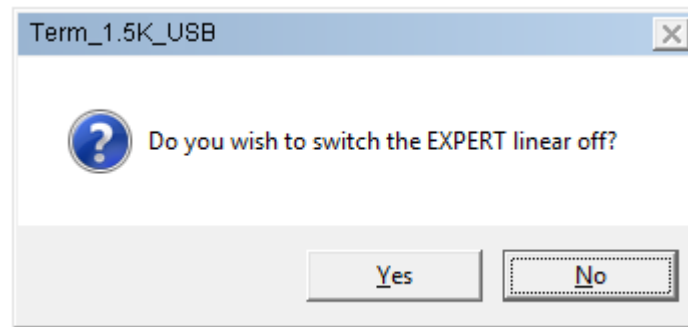 Term_1.5K_USB
Do you wish to switch the EXPERT linear off?
Yes
No